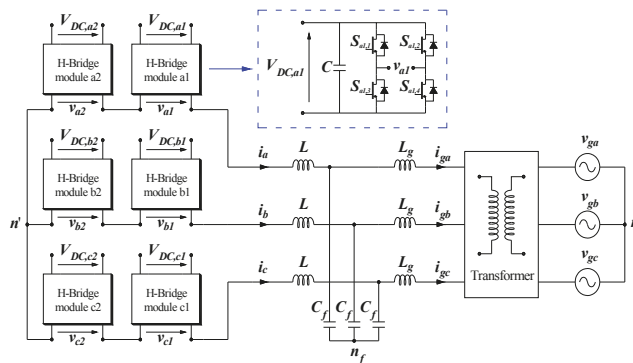 V_DC,a2
V_DC,a1
H-Bridge
module a2
H-Bridge
module a1
v_a2
v_a1
V_DC,a1
C
S_a1,1
S_a1,2
v_a1
S_a1,3
S_a1,4
V_DC,b2
V_DC,b1
H-Bridge
module b2
H-Bridge
module b1
n'
v_b2
v_b1
V_DC,c2
V_DC,c1
H-Bridge
module c2
H-Bridge
module c1
v_c2
v_c1
i_a
L
L_g
i_ga
i_b
L
L_g
i_gb
i_c
L
L_g
i_gc
C_f
C_f
C_f
n_f
Transformer
v_ga
v_gb
v_gc